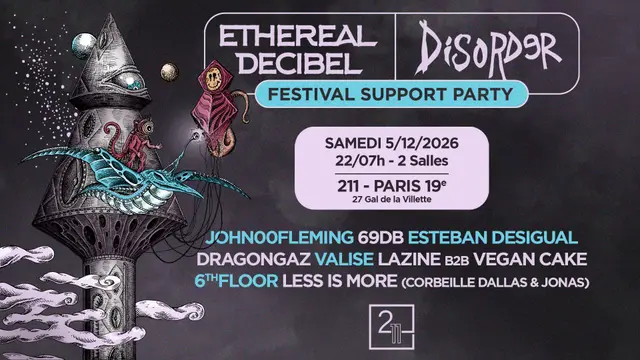 ETHEREAL
DECIBEL
DiSORDƏR
FESTIVAL SUPPORT PARTY
SAMEDI 5/12/2026
22/07h - 2 Salles
211 - PARIS 19e
27 Gal de la Villette
JOHN00FLEMING 69DB ESTEBAN DESIGUAL
DRAGONGAZ VALISE LAZINE B2B VEGAN CAKE
6THFLOOR LESS IS MORE (CORBEILLE DALLAS & JONAS)
211